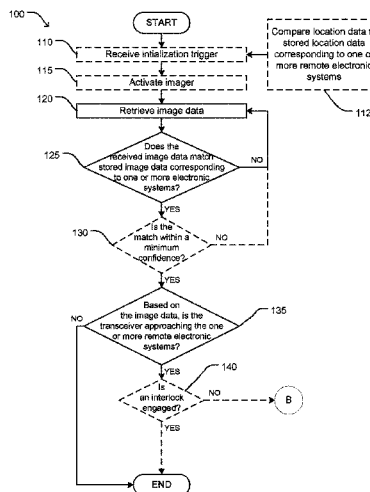 100
START
110
Receive intialization trigger
Compare location data
stored location data
corresponding to one o
more remote electronic
systems
112
115
Activate imager
120
Retrieve image data
125
Does the
received image data match
stored image data corresponding
to one or more electronic
systems?
NO
YES
130
Is the
match within a
minimum
confidence?
NO
YES
Based on
the image data, is the
transceiver approaching the one
or more remote electronic
systems?
135
NO
YES
140
Is
an interlock
engaged?
NO
B
YES
END